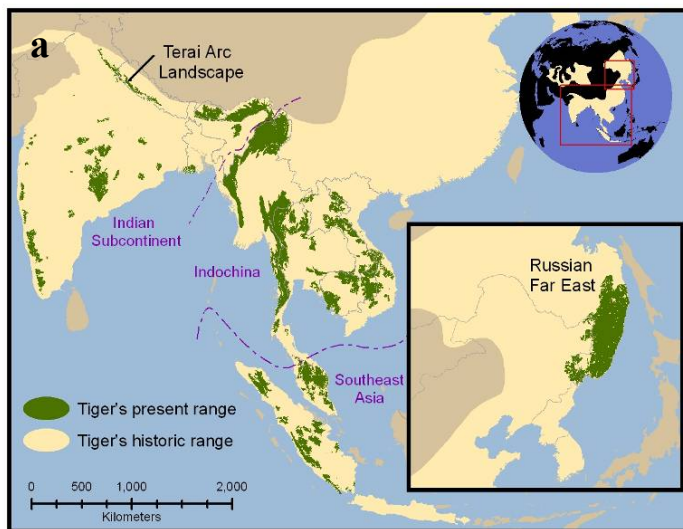 a
Terai Arc
Landscape
Indian
Subcontinent
Indochina
Russian
Far East
Southeast
Asia
Tiger's present range
Tiger's historic range
0 500 1,000 2,000
Kilometers